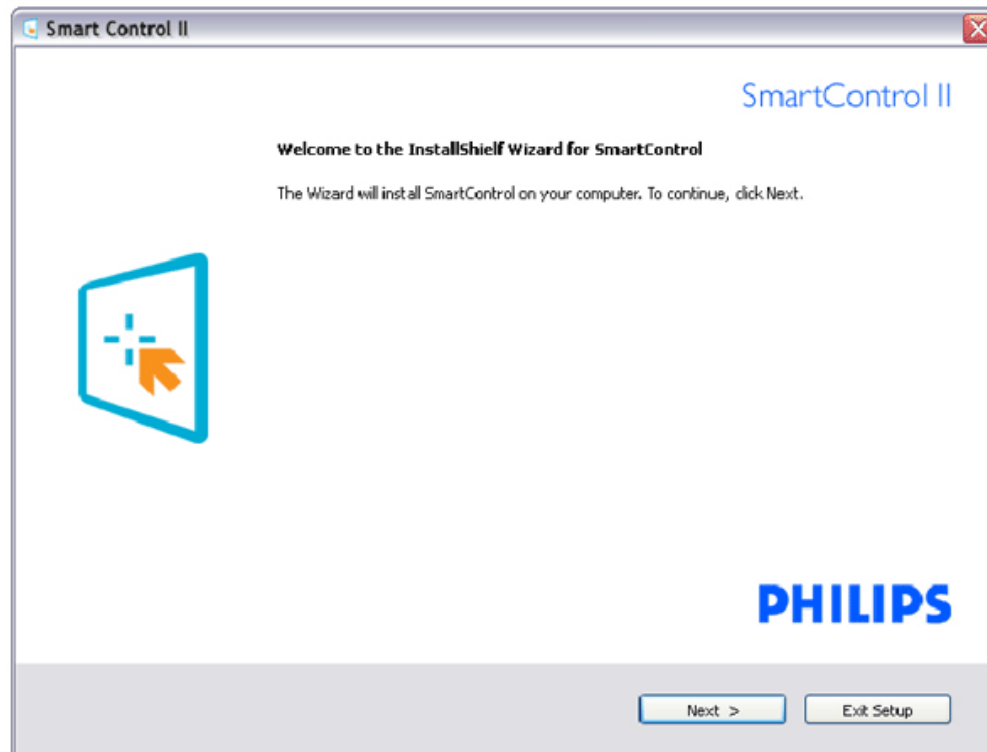 Smart Control II
SmartControl II
Welcome to the InstallShielf Wizard for SmartControl
The Wizard will install SmartControl on your computer. To continue, click Next.
PHILIPS
Next >
Exit Setup